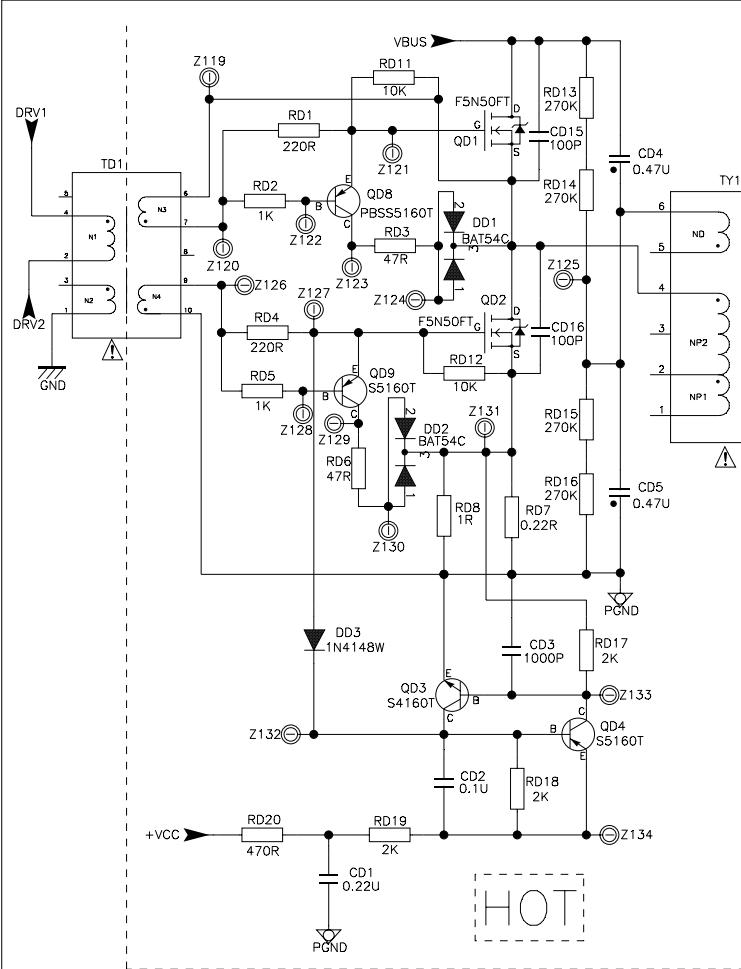 VBUS
Z119
RD11
10K
DRV1
RD1
220R
F5N50FT
D
G
S
QD1
CD15
100P
RD13
270K
Z121
TD1
CD4
0.47U
TY1
5
4
2
3
1
N1
N2
N3
N4
6
7
8
9
10
RD2
1K
B
E
C
QD8
PBSS5160T
RD14
270K
Z122
Z120
RD3
47R
Z123
2
DD1
BAT54C
3
1
6
5
4
3
2
1
ND
NP2
NP1
Z125
Z126
Z127
Z124
QD2
F5N50FT
D
G
S
CD16
100P
DRV2
GND
RD4
220R
RD12
10K
RD5
1K
E
B
C
QD9
S5160T
Z128
Z129
2
DD2
BAT54C
3
1
Z131
RD15
270K
RD6
47R
RD8
1R
RD7
0.22R
RD16
270K
CD5
0.47U
Z130
PGND
DD3
1N4148W
CD3
1000P
RD17
2K
QD3
S4160T
E
B
C
Z133
C
B
E
QD4
S5160T
Z132
CD2
0.1U
RD18
2K
+VCC
RD20
470R
RD19
2K
Z134
CD1
0.22U
HOT
PGND